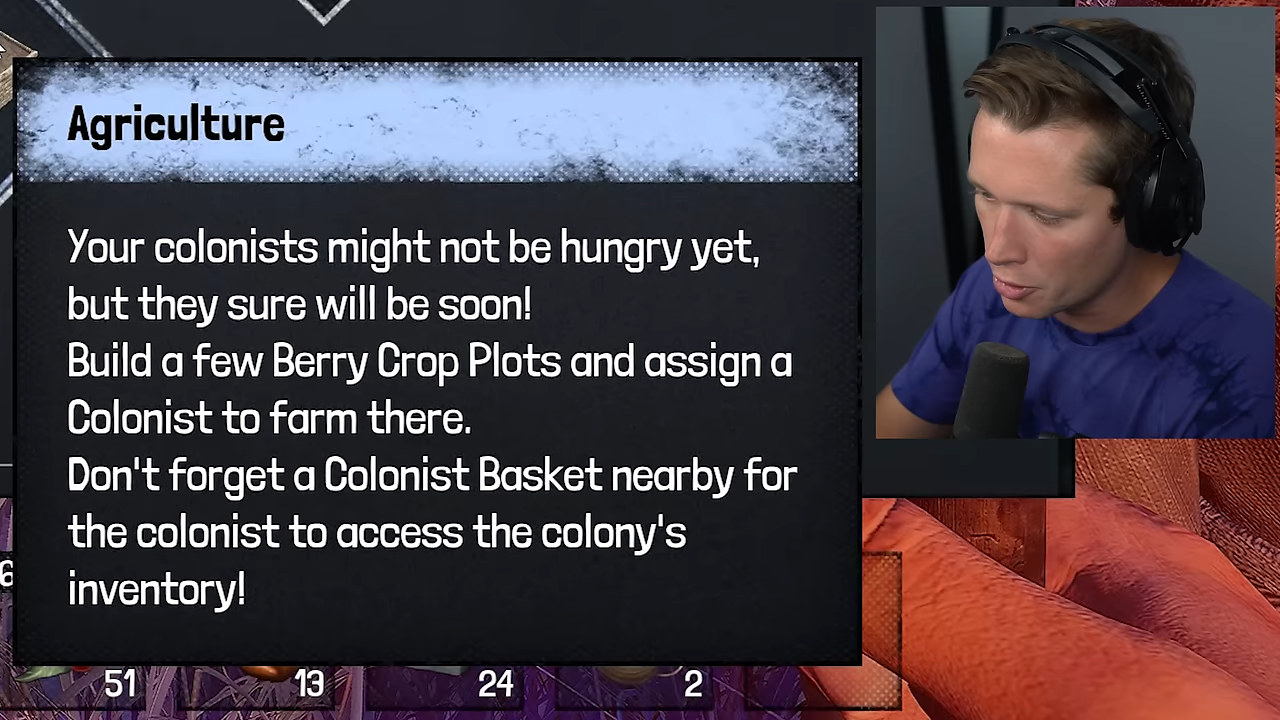 Agriculture
Your colonists might not be hungry yet,
but they sure will be soon!
Build a few Berry Crop Plots and assign a
Colonist to farm there.
Don't forget a Colonist Basket nearby for
the colonist to access the colony's
inventory!
6
51 13 24 2